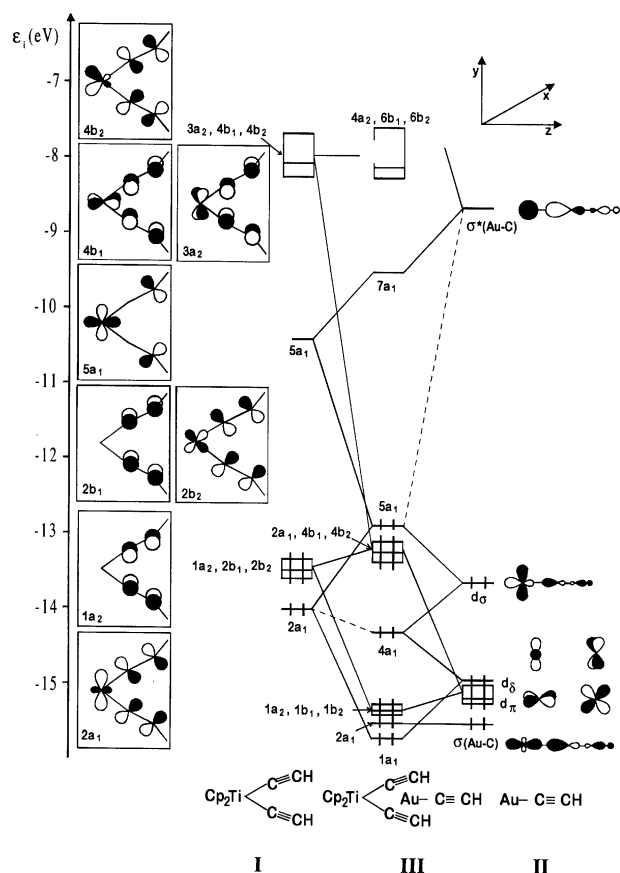 ε i (eV)
-7
-8
-9
-10
-11
-12
-13
-14
-15
4b₂
4b₁
3a₂
5a₁
2b₁
2b₂
1a₂
2a₁
3a₂, 4b₁, 4b₂
5a₁
1a₂, 2b₁, 2b₂
2a₁
4a₂, 6b₁, 6b₂
7a₁
5a₁
2a₁, 4b₁, 4b₂
4a₁
1a₂, 1b₁, 1b₂
2a₁
1a₁
y
x
z
σ*(Au-C)
dσ
dδ
dπ
σ(Au-C)
Cp₂Ti C≡CH C≡CH
Cp₂Ti C≡CH C≡CH Au– C≡ CH
Au – C≡ CH
I III II